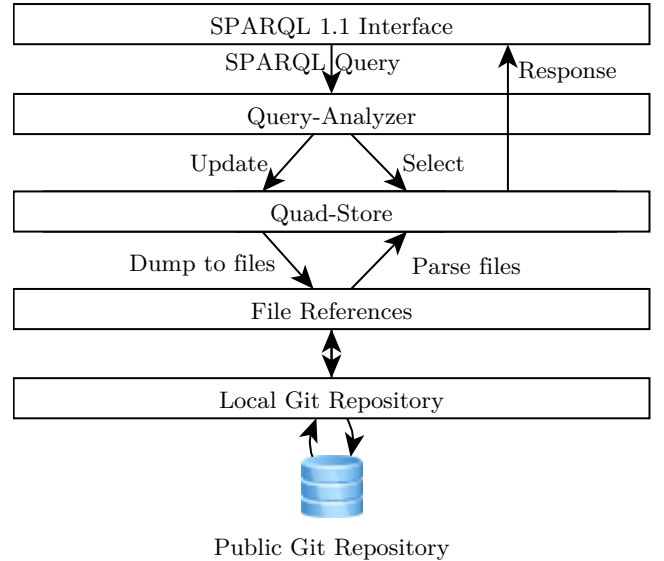 SPARQL 1.1 Interface
SPARQL Query
Response
Query-Analyzer
Update
Select
Quad-Store
Dump to files
Parse files
File References
Local Git Repository
Public Git Repository